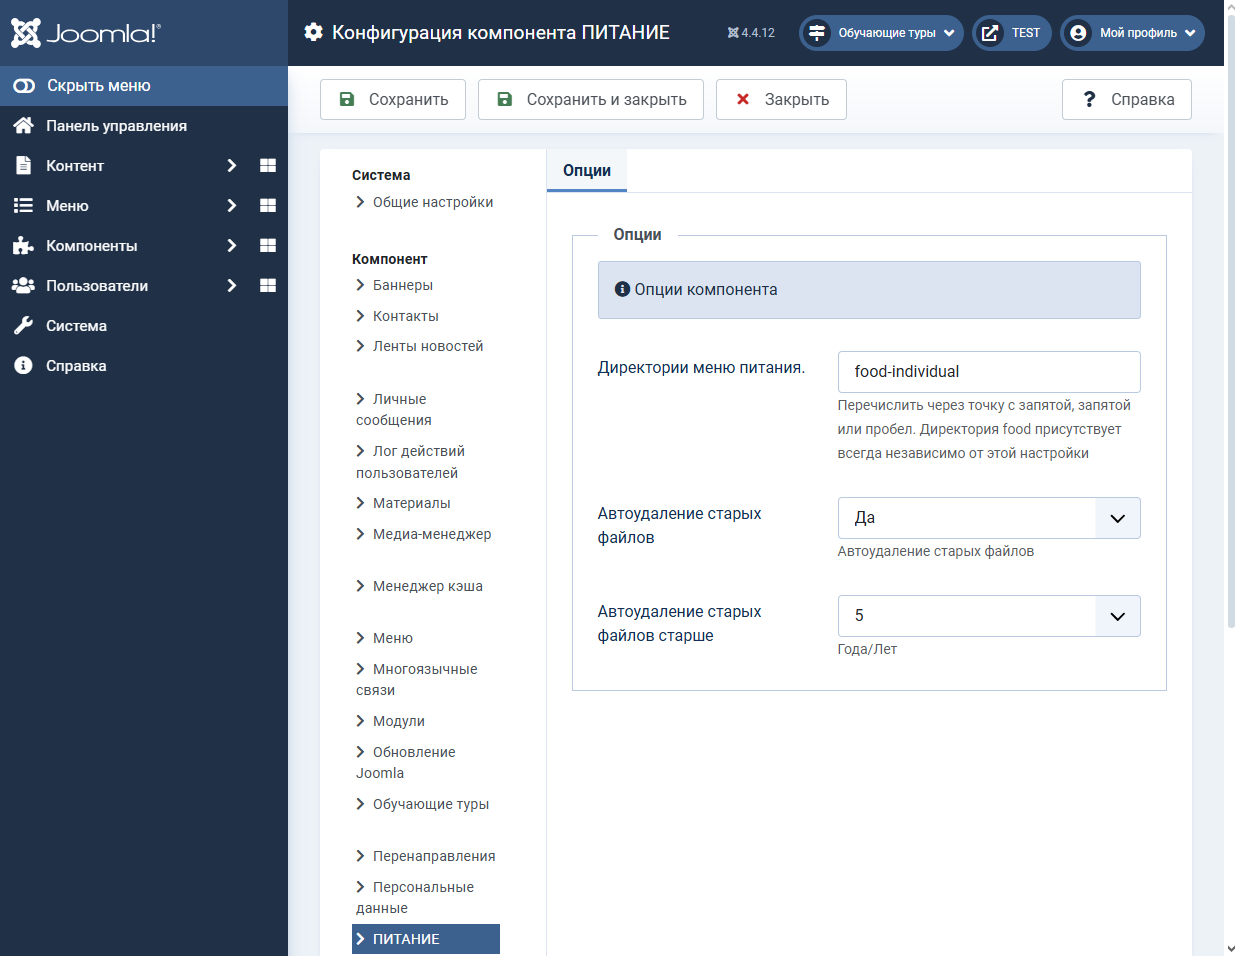 Joomla!®
Конфигурация компонента ПИТАНИЕ
4.4.12
Обучающие туры
TEST
Мой профиль
Скрыть меню
Панель управления
Контент
Меню
Компоненты
Пользователи
Система
Справка
Сохранить
Сохранить и закрыть
Закрыть
Справка
Система
Общие настройки
Компонент
Баннеры
Контакты
Ленты новостей
Личные
сообщения
Лог действий
пользователей
Материалы
Медиа-менеджер
Менеджер кэша
Меню
Многоязычные
связи
Модули
Обновление
Joomla
Обучающие туры
Перенаправления
Персональные
данные
ПИТАНИЕ
Опции
Опции
Опции компонента
Директории меню питания.
food-individual
Перечислить через точку с запятой, запятой
или пробел. Директория food присутствует
всегда независимо от этой настройки
Автоудаление старых
файлов
Да
Автоудаление старых файлов
Автоудаление старых
файлов старше
5
Года/Лет